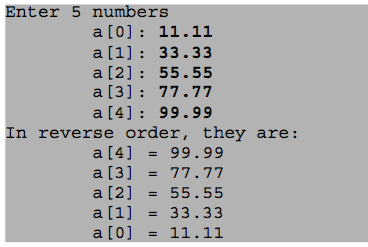 Enter 5 numbers
a[0]: 11.11
a[1]: 33.33
a[2]: 55.55
a[3]: 77.77
a[4]: 99.99
In reverse order, they are:
a[4] = 99.99
a[3] = 77.77
a[2] = 55.55
a[1] = 33.33
a[0] = 11.11